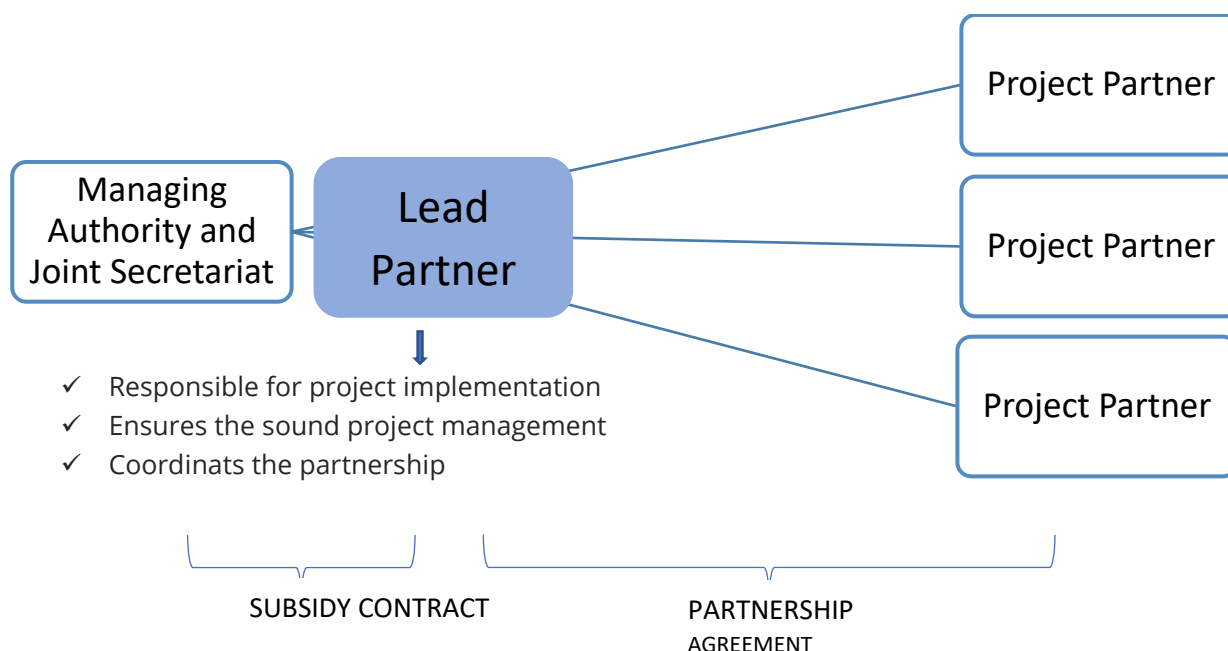 Project Partner
Managing
Authority and
Joint Secretariat
Lead
Partner
Project Partner
Project Partner
✓ Responsible for project implementation
✓ Ensures the sound project management
✓ Coordinats the partnership
SUBSIDY CONTRACT
PARTNERSHIP
AGREEMENT